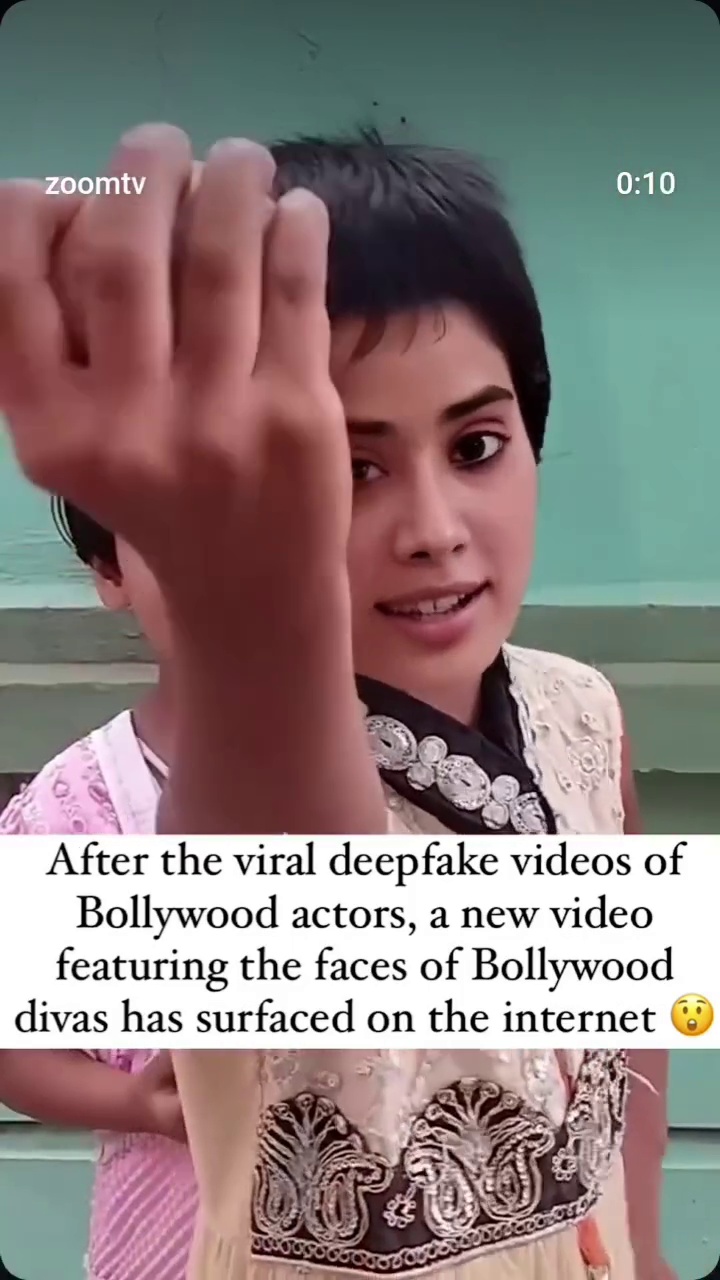 zoomtv 0:10
After the viral deepfake videos of
Bollywood actors, a new video
featuring the faces of Bollywood
divas has surfaced on the internet 😲